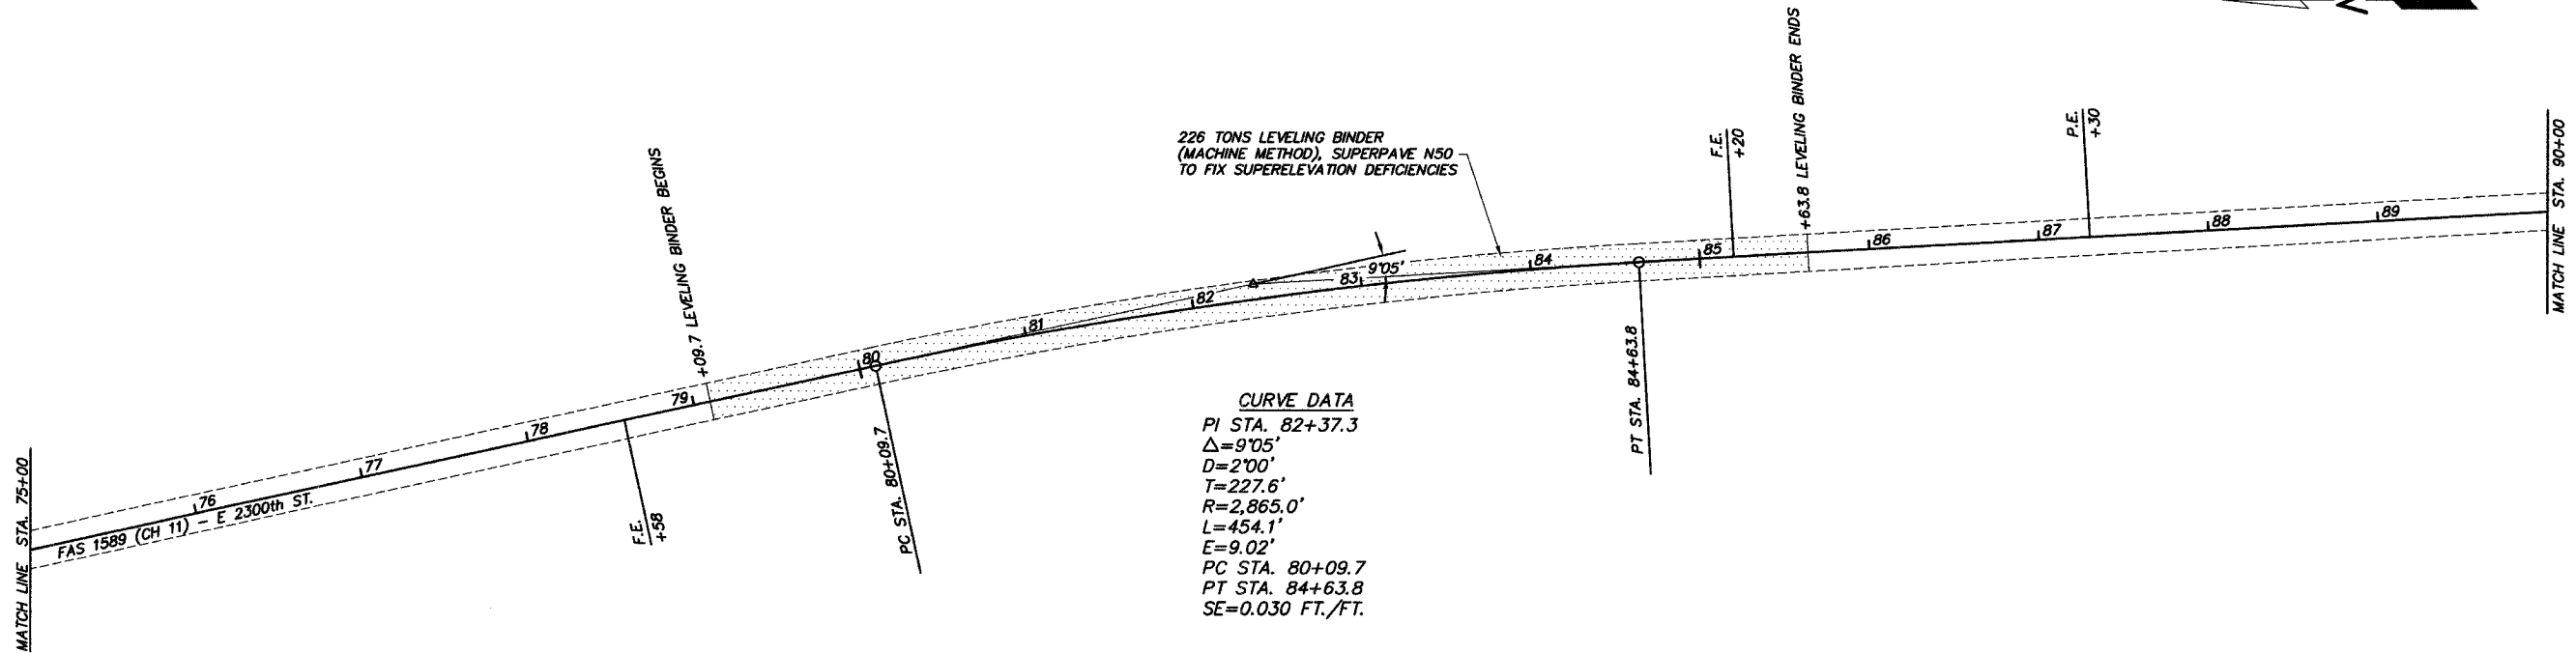 MATCH LINE STA. 75+00
FAS 1589 (CH 11) - E 2300th ST.
76
77
78
79
F.E.
+58
+09.7 LEVELING BINDER BEGINS
80
PC STA. 80+09.7
81
82
83
9°05'
84
226 TONS LEVELING BINDER
(MACHINE METHOD), SUPERPAVE N50
TO FIX SUPERELEVATION DEFICIENCIES
PT STA. 84+63.8
85
F.E.
+20
+63.8 LEVELING BINDER ENDS
86
87
P.E.
+30
88
89
MATCH LINE STA. 90+00
CURVE DATA
PI STA. 82+37.3
△=9°05'
D=2°00'
T=227.6'
R=2,865.0'
L=454.1'
E=9.02'
PC STA. 80+09.7
PT STA. 84+63.8
SE=0.030 FT./FT.